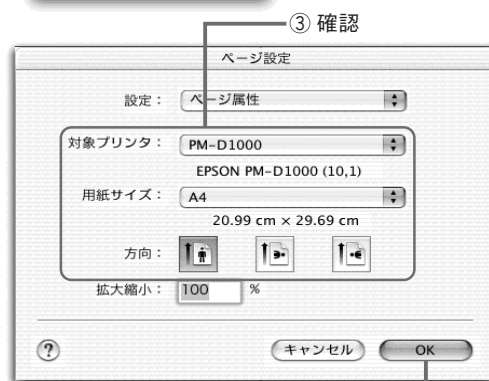 ③ 確認
ページ設定
設定： ページ属性
対象プリンタ： PM-D1000
EPSON PM-D1000 (10,1)
用紙サイズ： A4
20.99 cm × 29.69 cm
方向：
拡大縮小： 100 %
? キャンセル OK